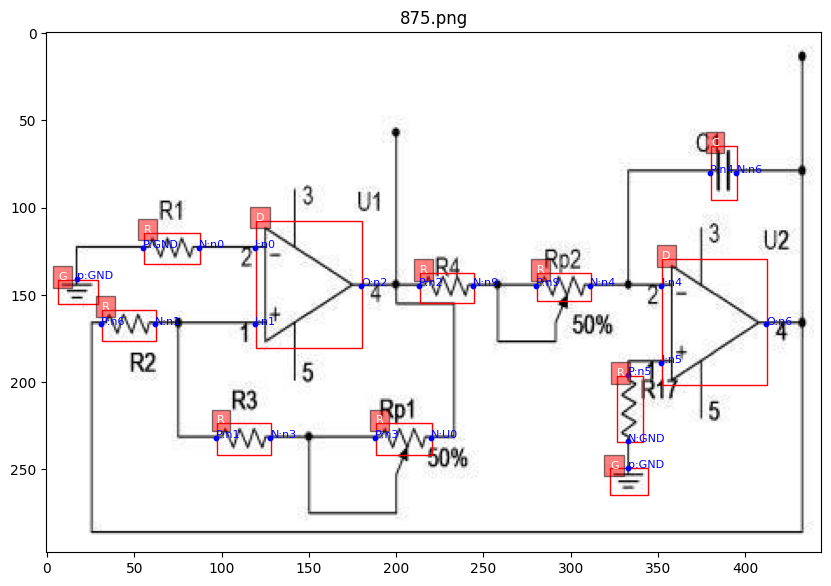 875.png
0
50
100
150
200
250
0
50
100
150
200
250
300
350
400
C
P:n4
N:n6
R1
R
P:GND
N:n0
D
3
U1
I:n0
2
−
G
p:GND
R
P:n6
N:n1
R2
I:n1
1
+
5
O:n2
4
R
R4
P:n2
N:n9
R
Rp2
P:n9
N:n4
50%
D
3
U2
I:n4
2
−
O:n6
4
I:n5
+
5
R
P:n5
R17
N:GND
G
p:GND
R3
R
P:n1
N:n3
Rp1
R
P:n3
N:U0
50%